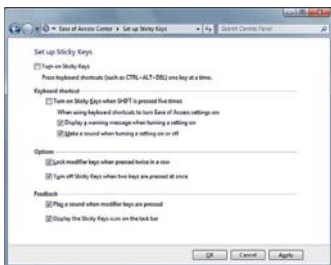 Ease of Access Center ▸ Set up Sticky Keys
Search Control Panel
Set up Sticky Keys
Turn on Sticky Keys
Press keyboard shortcuts (such as CTRL+ALT+DEL) one key at a time.
Keyboard shortcut
Turn on Sticky Keys when SHIFT is pressed five times
When using keyboard shortcuts to turn Ease of Access settings on:
Display a warning message when turning a setting on
Make a sound when turning a setting on or off
Options
Lock modifier keys when pressed twice in a row
Turn off Sticky Keys when two keys are pressed at once
Feedback
Play a sound when modifier keys are pressed
Display the Sticky Keys icon on the task bar
OK
Cancel
Apply